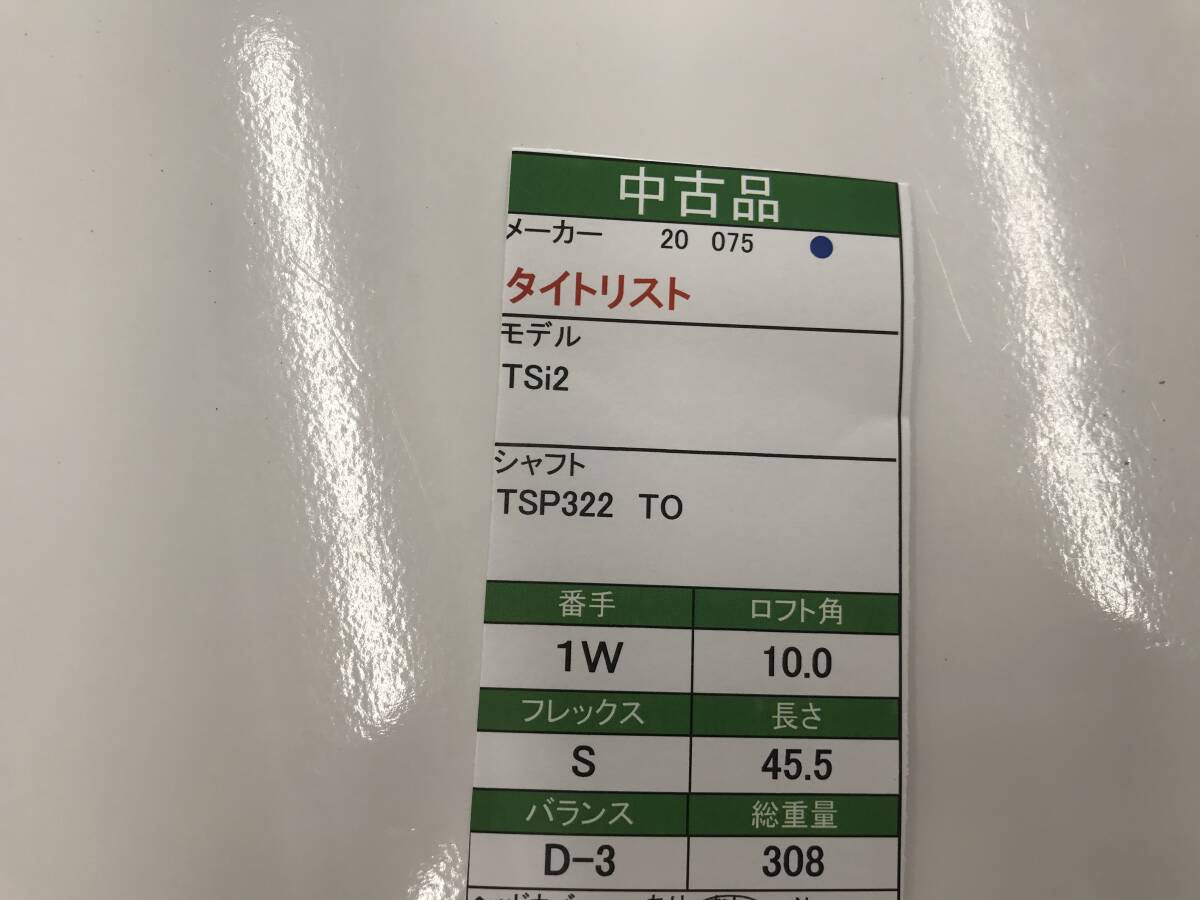 中古品
メーカー 20 075
タイトリスト
モデル
TSi2
シャフト
TSP322 TO
番手 ロフト角
1W 10.0
フレックス 長さ
S 45.5
バランス 総重量
D-3 308